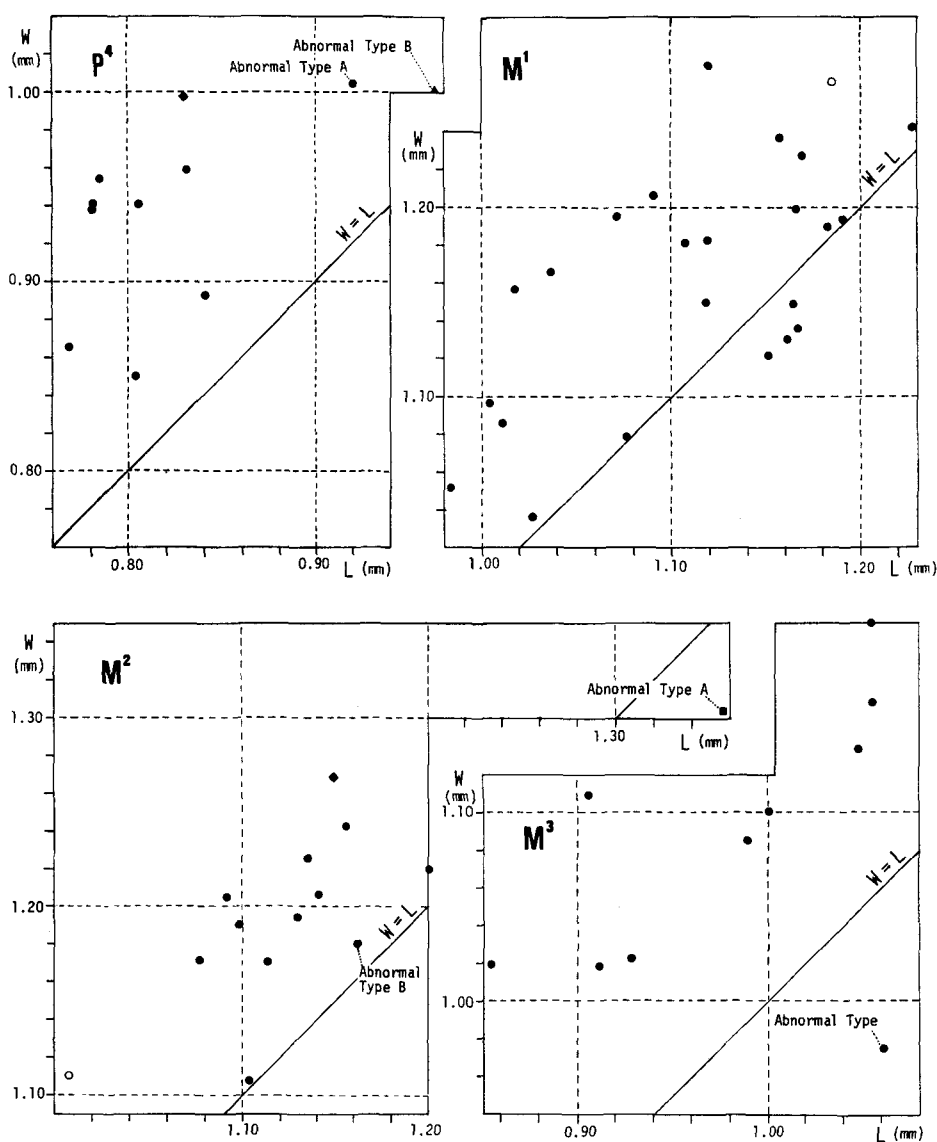 W
(mm)
P⁴
Abnormal Type B
Abnormal Type A
1.00
0.90
0.80
W = L
0.80
0.90
L (mm)
M¹
W
(mm)
1.20
1.10
W = L
1.00
1.10
1.20
L (mm)
W
(mm)
M²
1.30
1.20
1.10
Abnormal Type A
1.30
L (mm)
W = L
Abnormal
Type B
1.10
1.20
W
(mm)
M³
1.10
1.00
W = L
Abnormal Type
0.90
1.00
L (mm)